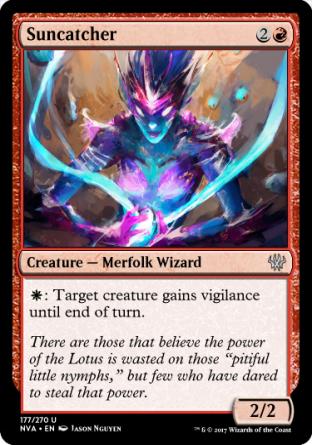 Suncatcher 2
Creature — Merfolk Wizard
: Target creature gains vigilance
until end of turn.
There are those that believe the power
of the Lotus is wasted on those “pitiful
little nymphs,” but few who have dared
to steal that power.
2/2
177/270 U
NVA • EN Jason Nguyen
™ & © 2017 Wizards of the Coast